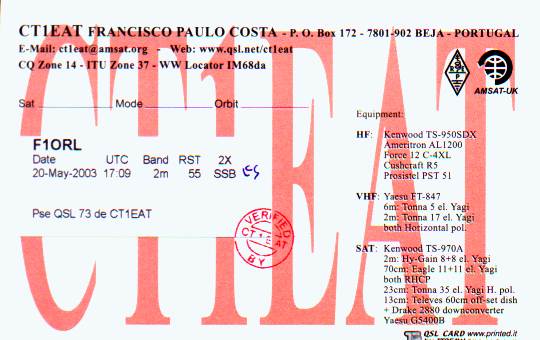 CT1EAT FRANCISCO PAULO COSTA - P. O. Box 172 - 7801-902 BEJA - PORTUGAL
E-Mail: ct1eat@amsat.org - Web: www.qsl.net/ct1eat
CQ Zone 14 - ITU Zone 37 - WW Locator IM68da
AMSAT-UK
Sat Mode Orbit
F1ORL
Date UTC Band RST 2X
20-May-2003 17:09 2m 55 SSB ES
Pse QSL 73 de CT1EAT
VERIFIED
BY
Equipment:
HF: Kenwood TS-950SDX
Ameritron AL1200
Force 12 C-4XL
Cushcraft R5
Prosistel PST 51
VHF: Yaesu FT-847
6m: Tonna 5 el. Yagi
2m: Tonna 17 el. Yagi
both Horizontal pol.
SAT: Kenwood TS-970A
2m: Hy-Gain 8+8 el. Yagi
70cm: Eagle 11+11 el. Yagi
both RHCP
23cm: Tonna 35 el. Yagi H. pol.
13cm: Televes 60cm off-set dish
+ Drake 2880 downconverter
Yaesu G5400B
QSL CARD www.printed.it
CT1EAT